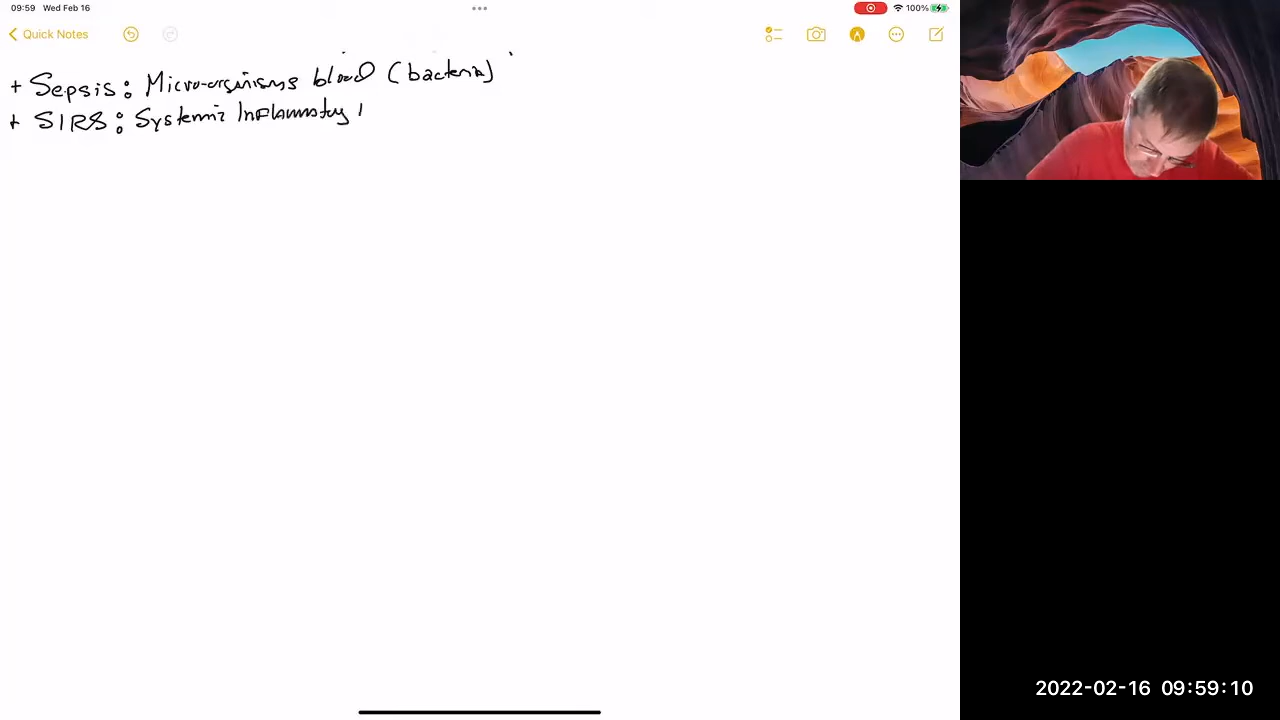 09:59 Wed Feb 16
100%
Quick Notes
+ Sepsis: Micro-organisms blood (bacteria)
+ SIRS: Systemic Inflammatory
2022-02-16 09:59:10